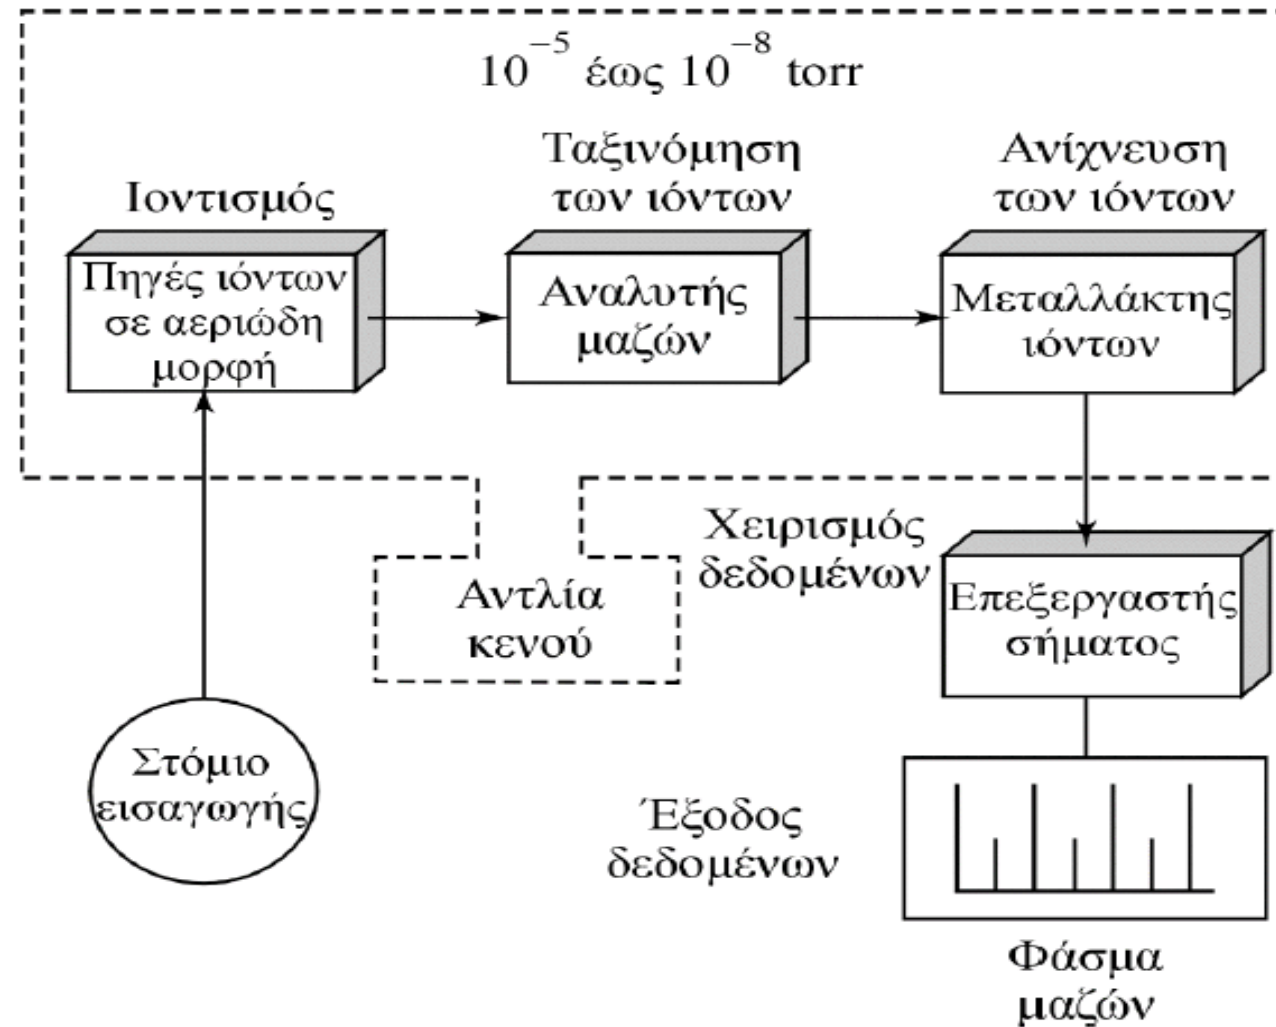 10⁻⁵ έως 10⁻⁸ torr
Ιοντισμός
Πηγές ιόντων
σε αεριώδη
μορφή
Ταξινόμηση
των ιόντων
Αναλυτής
μαζών
Ανίχνευση
των ιόντων
Μεταλλάκτης
ιόντων
Αντλία
κενού
Χειρισμός
δεδομένων
Επεξεργαστής
σήματος
Στόμιο
εισαγωγής
Έξοδος
δεδομένων
Φάσμα
μαζών